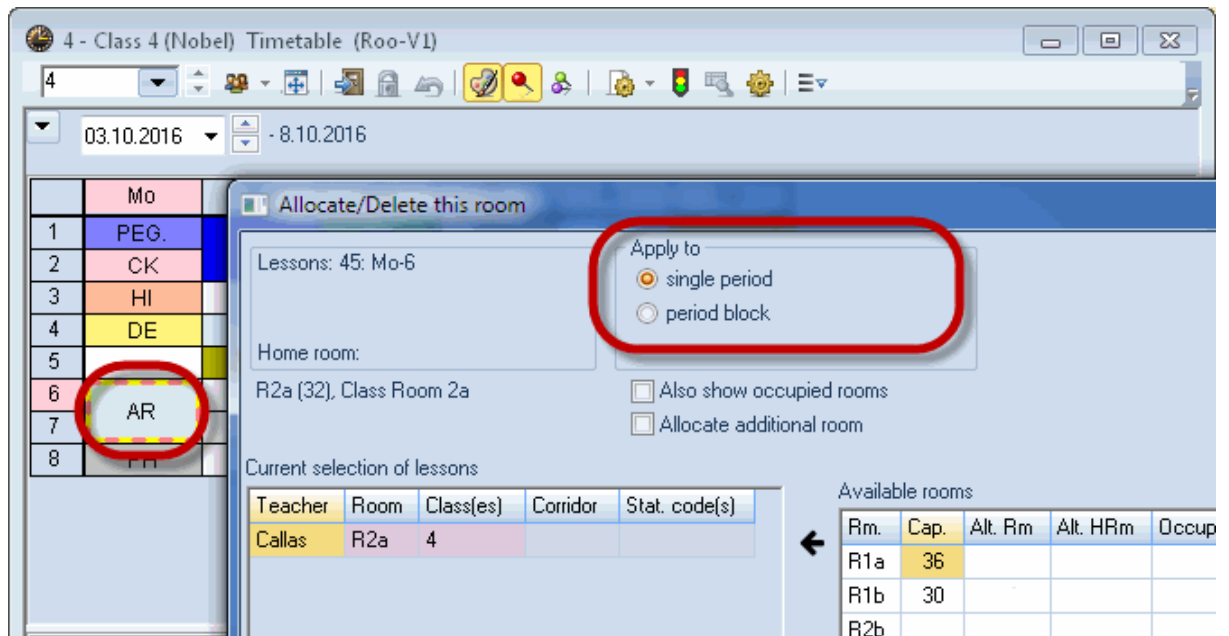 4 - Class 4 (Nobel) Timetable (Roo-V1)
4
03.10.2016 - 8.10.2016
Mo
1 PEG.
2 CK
3 HI
4 DE
5
6
AR
7
8
Allocate/Delete this room
Lessons: 45: Mo-6
Apply to
single period
period block
Home room:
R2a (32), Class Room 2a
Also show occupied rooms
Allocate additional room
Current selection of lessons
Teacher Room Class(es) Corridor Stat. code(s)
Callas R2a 4
Available rooms
Rm. Cap. Alt. Rm Alt. HRm Occup
R1a 36
R1b 30
R2b